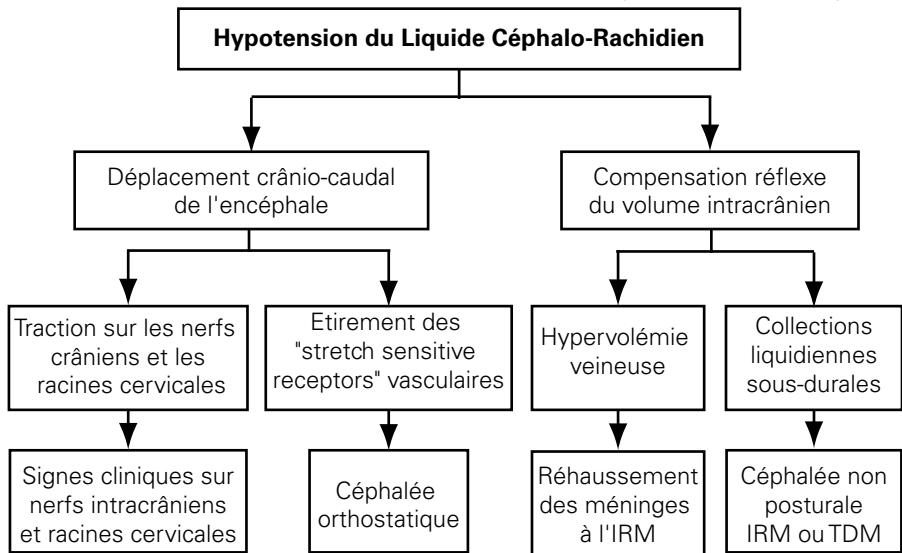 Hypotension du Liquide Céphalo-Rachidien
Déplacement crânio-caudal
de l'encéphale
Compensation réflexe
du volume intracrânien
Traction sur les nerfs
crâniens et les
racines cervicales
Etirement des
"stretch sensitive
receptors" vasculaires
Hypervolémie
veineuse
Collections
liquidiennes
sous-durales
Signes cliniques sur
nerfs intracrâniens
et racines cervicales
Céphalée
orthostatique
Réhaussement
des méninges
à l'IRM
Céphalée non
posturale
IRM ou TDM